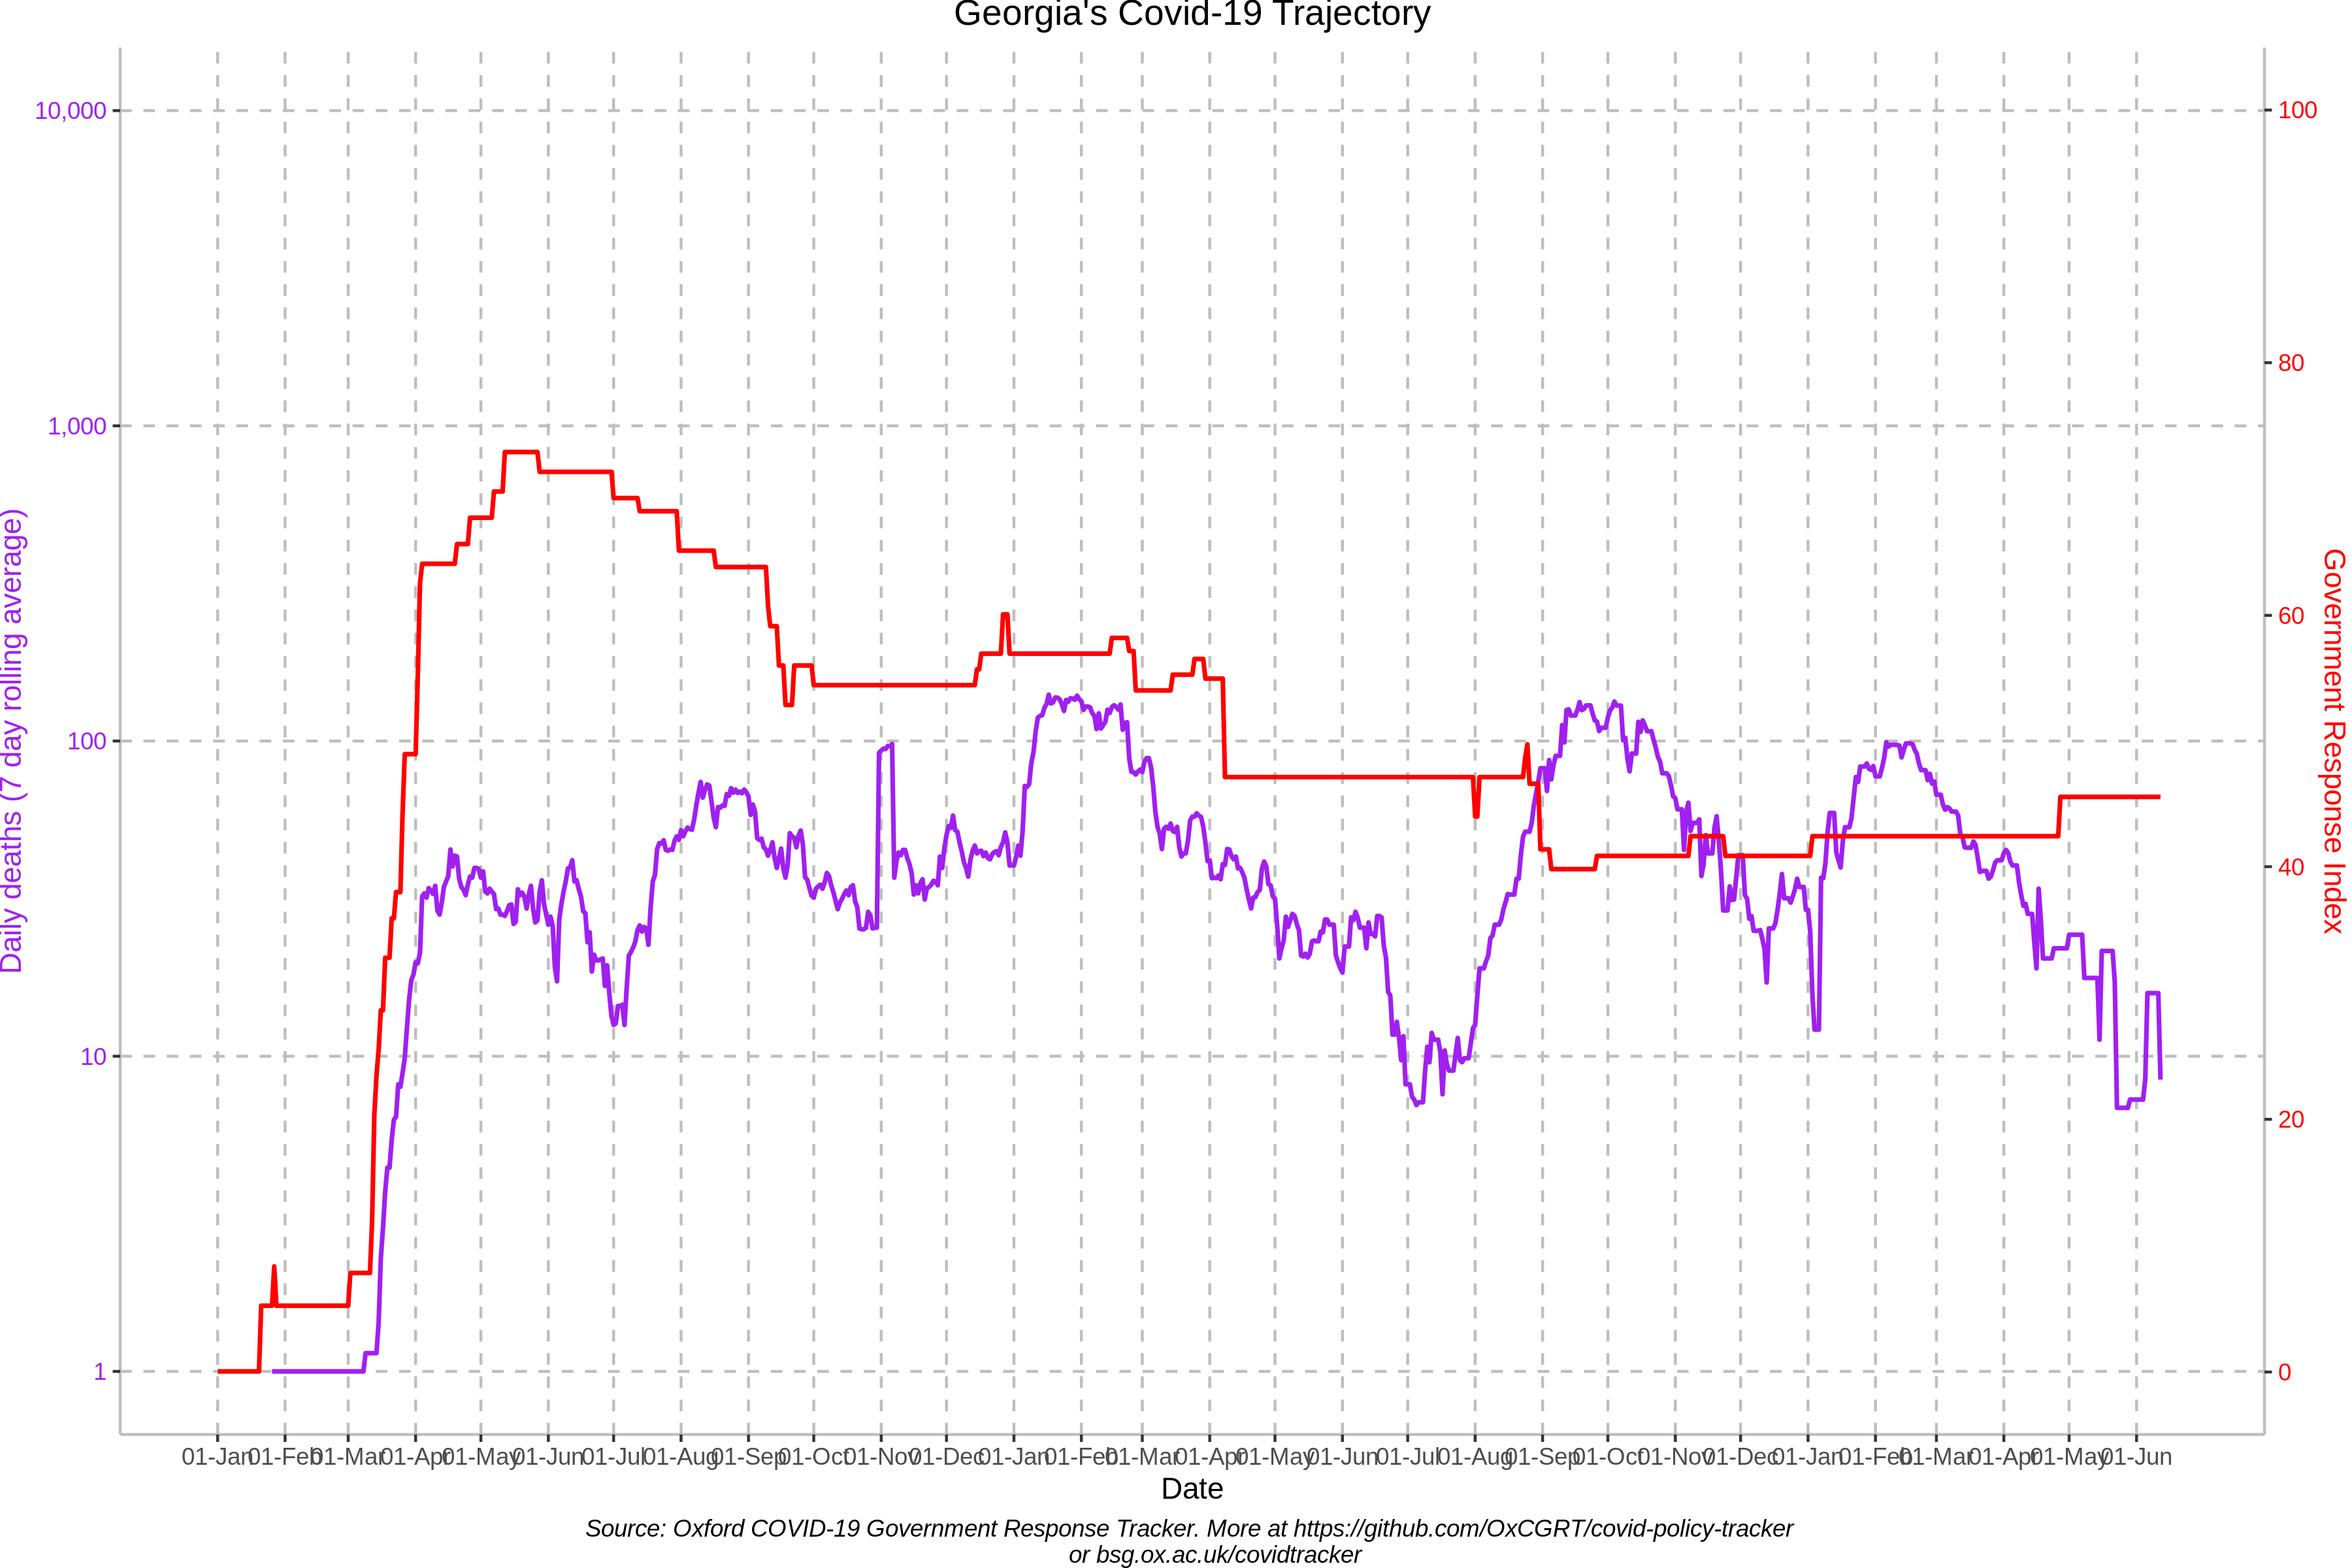 Georgia's Covid-19 Trajectory
10,000
1,000
100
10
1
Daily deaths (7 day rolling average)
100
80
60
40
20
0
Government Response Index
01-Jan 01-Feb 01-Mar 01-Apr 01-May 01-Jun 01-Jul 01-Aug 01-Sep 01-Oct 01-Nov 01-Dec 01-Jan 01-Feb 01-Mar 01-Apr 01-May 01-Jun 01-Jul 01-Aug 01-Sep 01-Oct 01-Nov 01-Dec 01-Jan 01-Feb 01-Mar 01-Apr 01-May 01-Jun
Date
Source: Oxford COVID-19 Government Response Tracker. More at https://github.com/OxCGRT/covid-policy-tracker
or bsg.ox.ac.uk/covidtracker